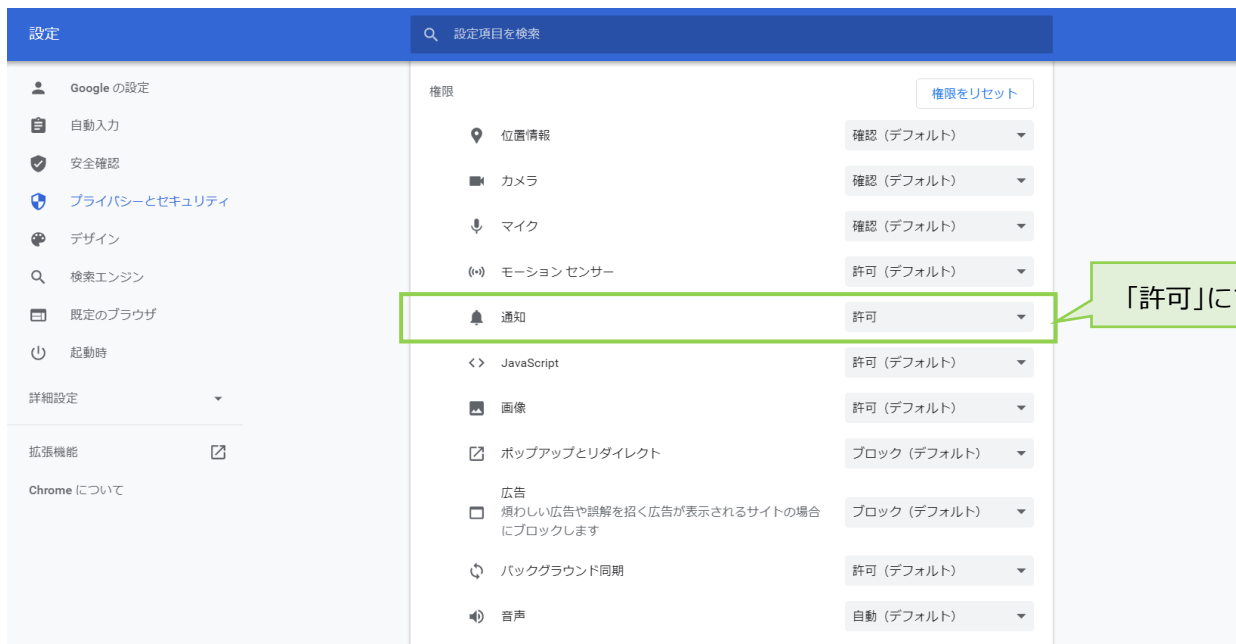 設定
設定項目を検索
Google の設定
自動入力
安全確認
プライバシーとセキュリティ
デザイン
検索エンジン
既定のブラウザ
起動時
詳細設定
拡張機能
Chrome について
権限
権限をリセット
位置情報
確認（デフォルト）
カメラ
確認（デフォルト）
マイク
確認（デフォルト）
モーション センサー
許可（デフォルト）
通知
許可
「許可」に
JavaScript
許可（デフォルト）
画像
許可（デフォルト）
ポップアップとリダイレクト
ブロック（デフォルト）
広告
煩わしい広告や誤解を招く広告が表示されるサイトの場合
にブロックします
ブロック（デフォルト）
バックグラウンド同期
許可（デフォルト）
音声
自動（デフォルト）